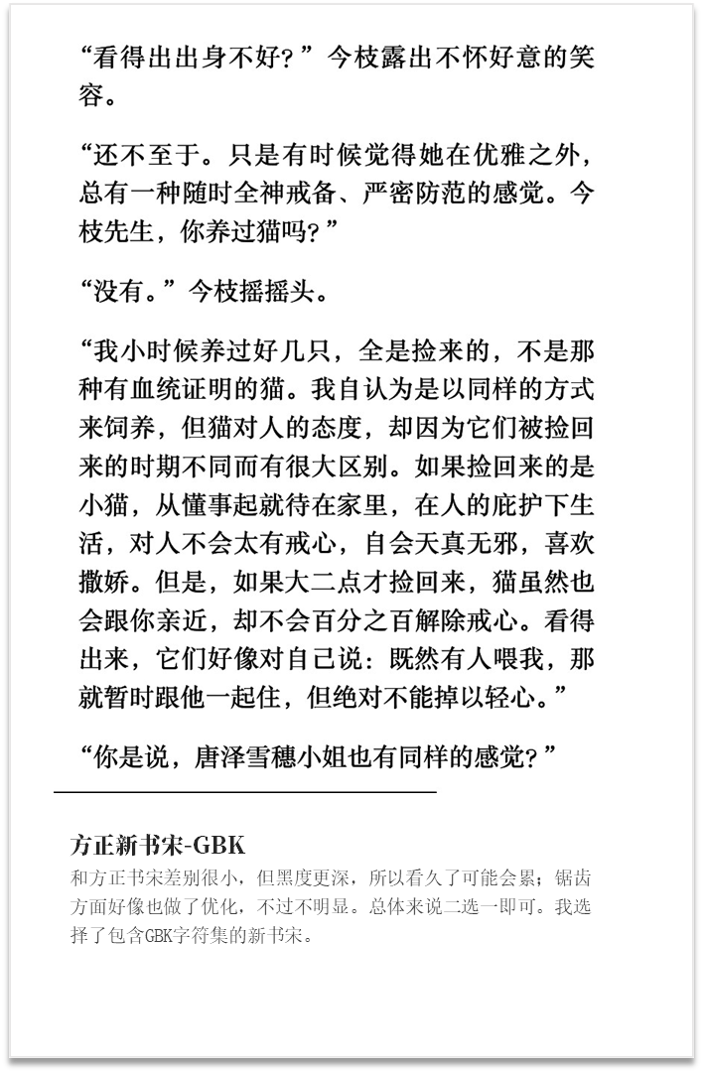 “看得出出身不好？”今枝露出不怀好意的笑
容。
“还不至于。只是有时候觉得她在优雅之外，
总有一种随时全神戒备、严密防范的感觉。今
枝先生，你养过猫吗？”
“没有。”今枝摇摇头。
“我小时候养过好几只，全是捡来的，不是那
种有血统证明的猫。我自认为是以同样的方式
来饲养，但猫对人的态度，却因为它们被捡回
来的时期不同而有很大区别。如果捡回来的是
小猫，从懂事起就待在家里，在人的庇护下生
活，对人不会太有戒心，自会天真无邪，喜欢
撒娇。但是，如果大二点才捡回来，猫虽然也
会跟你亲近，却不会百分之百解除戒心。看得
出来，它们好像对自己说：既然有人喂我，那
就暂时跟他一起住，但绝对不能掉以轻心。”
“你是说，唐泽雪穗小姐也有同样的感觉？”
方正新书宋-GBK
和方正书宋差别很小，但黑度更深，所以看久了可能会累；锯齿
方面好像也做了优化，不过不明显。总体来说二选一即可。我选
择了包含GBK字符集的新书宋。